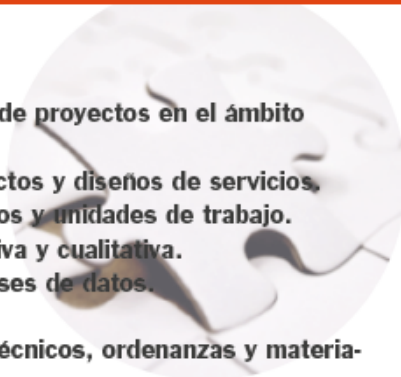 de proyectos en el ámbito
ctos y diseños de servicios.
os y unidades de trabajo.
iva y cualitativa.
ses de datos.
écnicos, ordenanzas y materia-